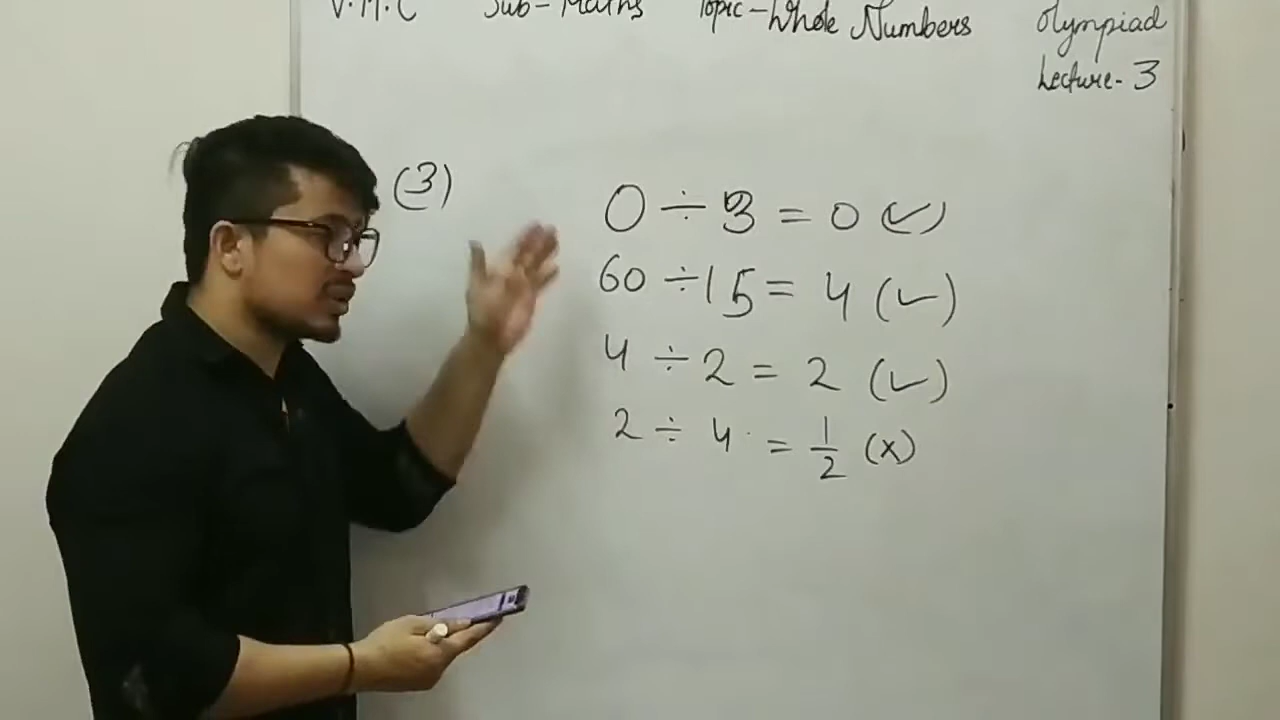 V.M.C Sub-Maths Topic-Whole Numbers Olympiad
Lecture-3
(3)
0 ÷ 3 = 0 (✓)
60 ÷ 15 = 4 (✓)
4 ÷ 2 = 2 (✓)
2 ÷ 4 = 1/2 (x)